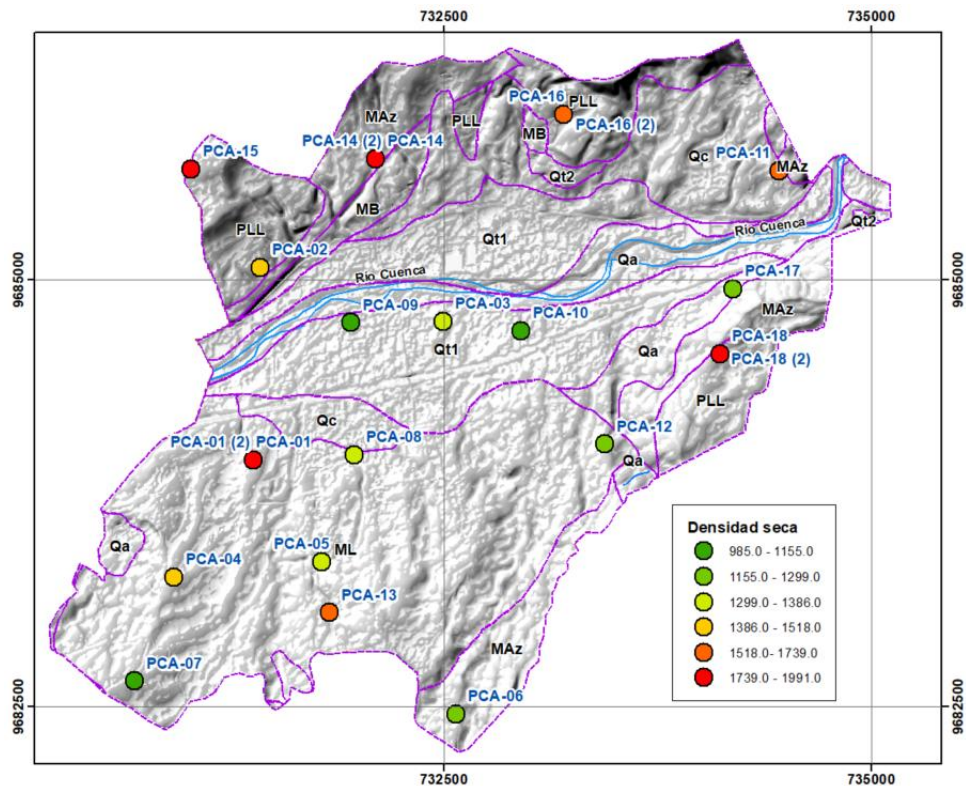 732500
735000
PCA-16
PLL
MAz
PCA-14 (2)
PCA-14
PLL
PCA-16 (2)
MB
Qc
PCA-11
MAz
PCA-15
Qt2
MB
PLL
PCA-02
Qt1
Rio Cuenca
Qt2
Qa
Rio Cuenca
9685000
9685000
PCA-17
PCA-09
PCA-03
PCA-10
MAz
PCA-18
Qt1
Qa
PCA-18 (2)
PLL
Qc
PCA-12
PCA-01 (2)
PCA-01
PCA-08
Qa
Densidad seca
985.0 - 1155.0
1155.0 - 1299.0
1299.0 - 1386.0
1386.0 - 1518.0
1518.0 - 1739.0
1739.0 - 1991.0
Qa
PCA-05
ML
PCA-04
PCA-13
MAz
PCA-07
PCA-06
9682500
9682500
732500
735000